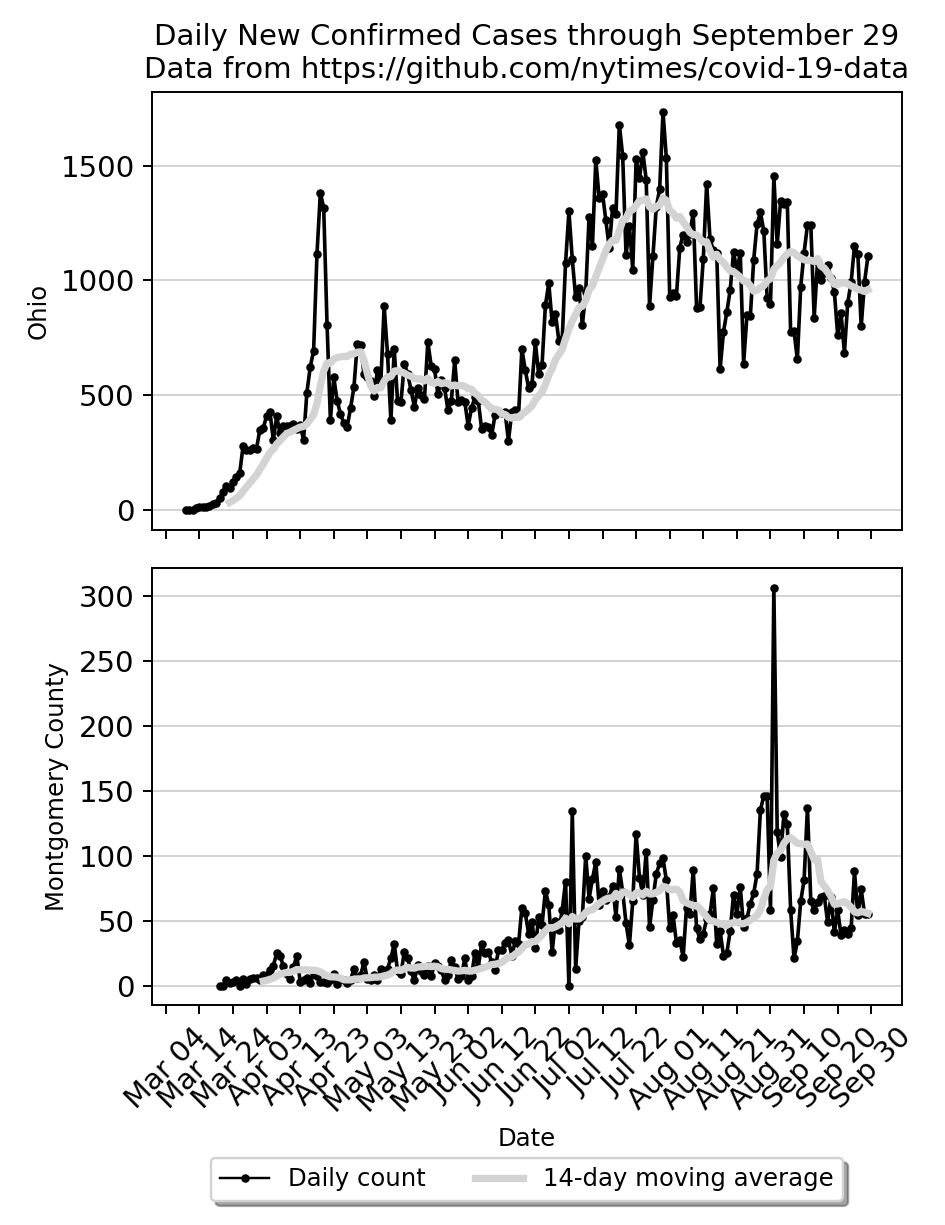 Daily New Confirmed Cases through September 29
Data from https://github.com/nytimes/covid-19-data
1500
1000
500
0
Ohio
300
250
200
150
100
50
0
Montgomery County
Mar 04
Mar 14
Mar 24
Apr 03
Apr 13
Apr 23
May 03
May 13
May 23
Jun 02
Jun 12
Jun 22
Jul 02
Jul 12
Jul 22
Aug 01
Aug 11
Aug 21
Aug 31
Sep 10
Sep 20
Sep 30
Date
Daily count 14-day moving average